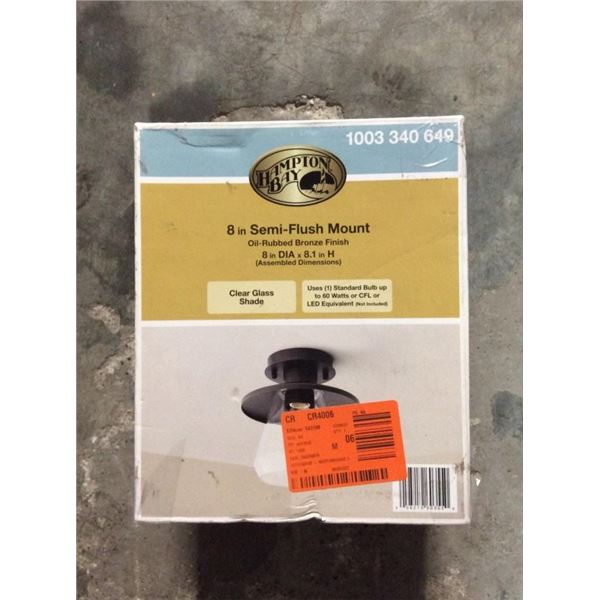 1003 340 649
HAMPTON BAY
8 in Semi-Flush Mount
Oil-Rubbed Bronze Finish
8 in DIA x 8.1 in H
(Assembled Dimensions)
Clear Glass
Shade
Uses (1) Standard Bulb up
to 60 Watts or CFL or
LED Equivalent (Not Included)
CR CR4006
M 06